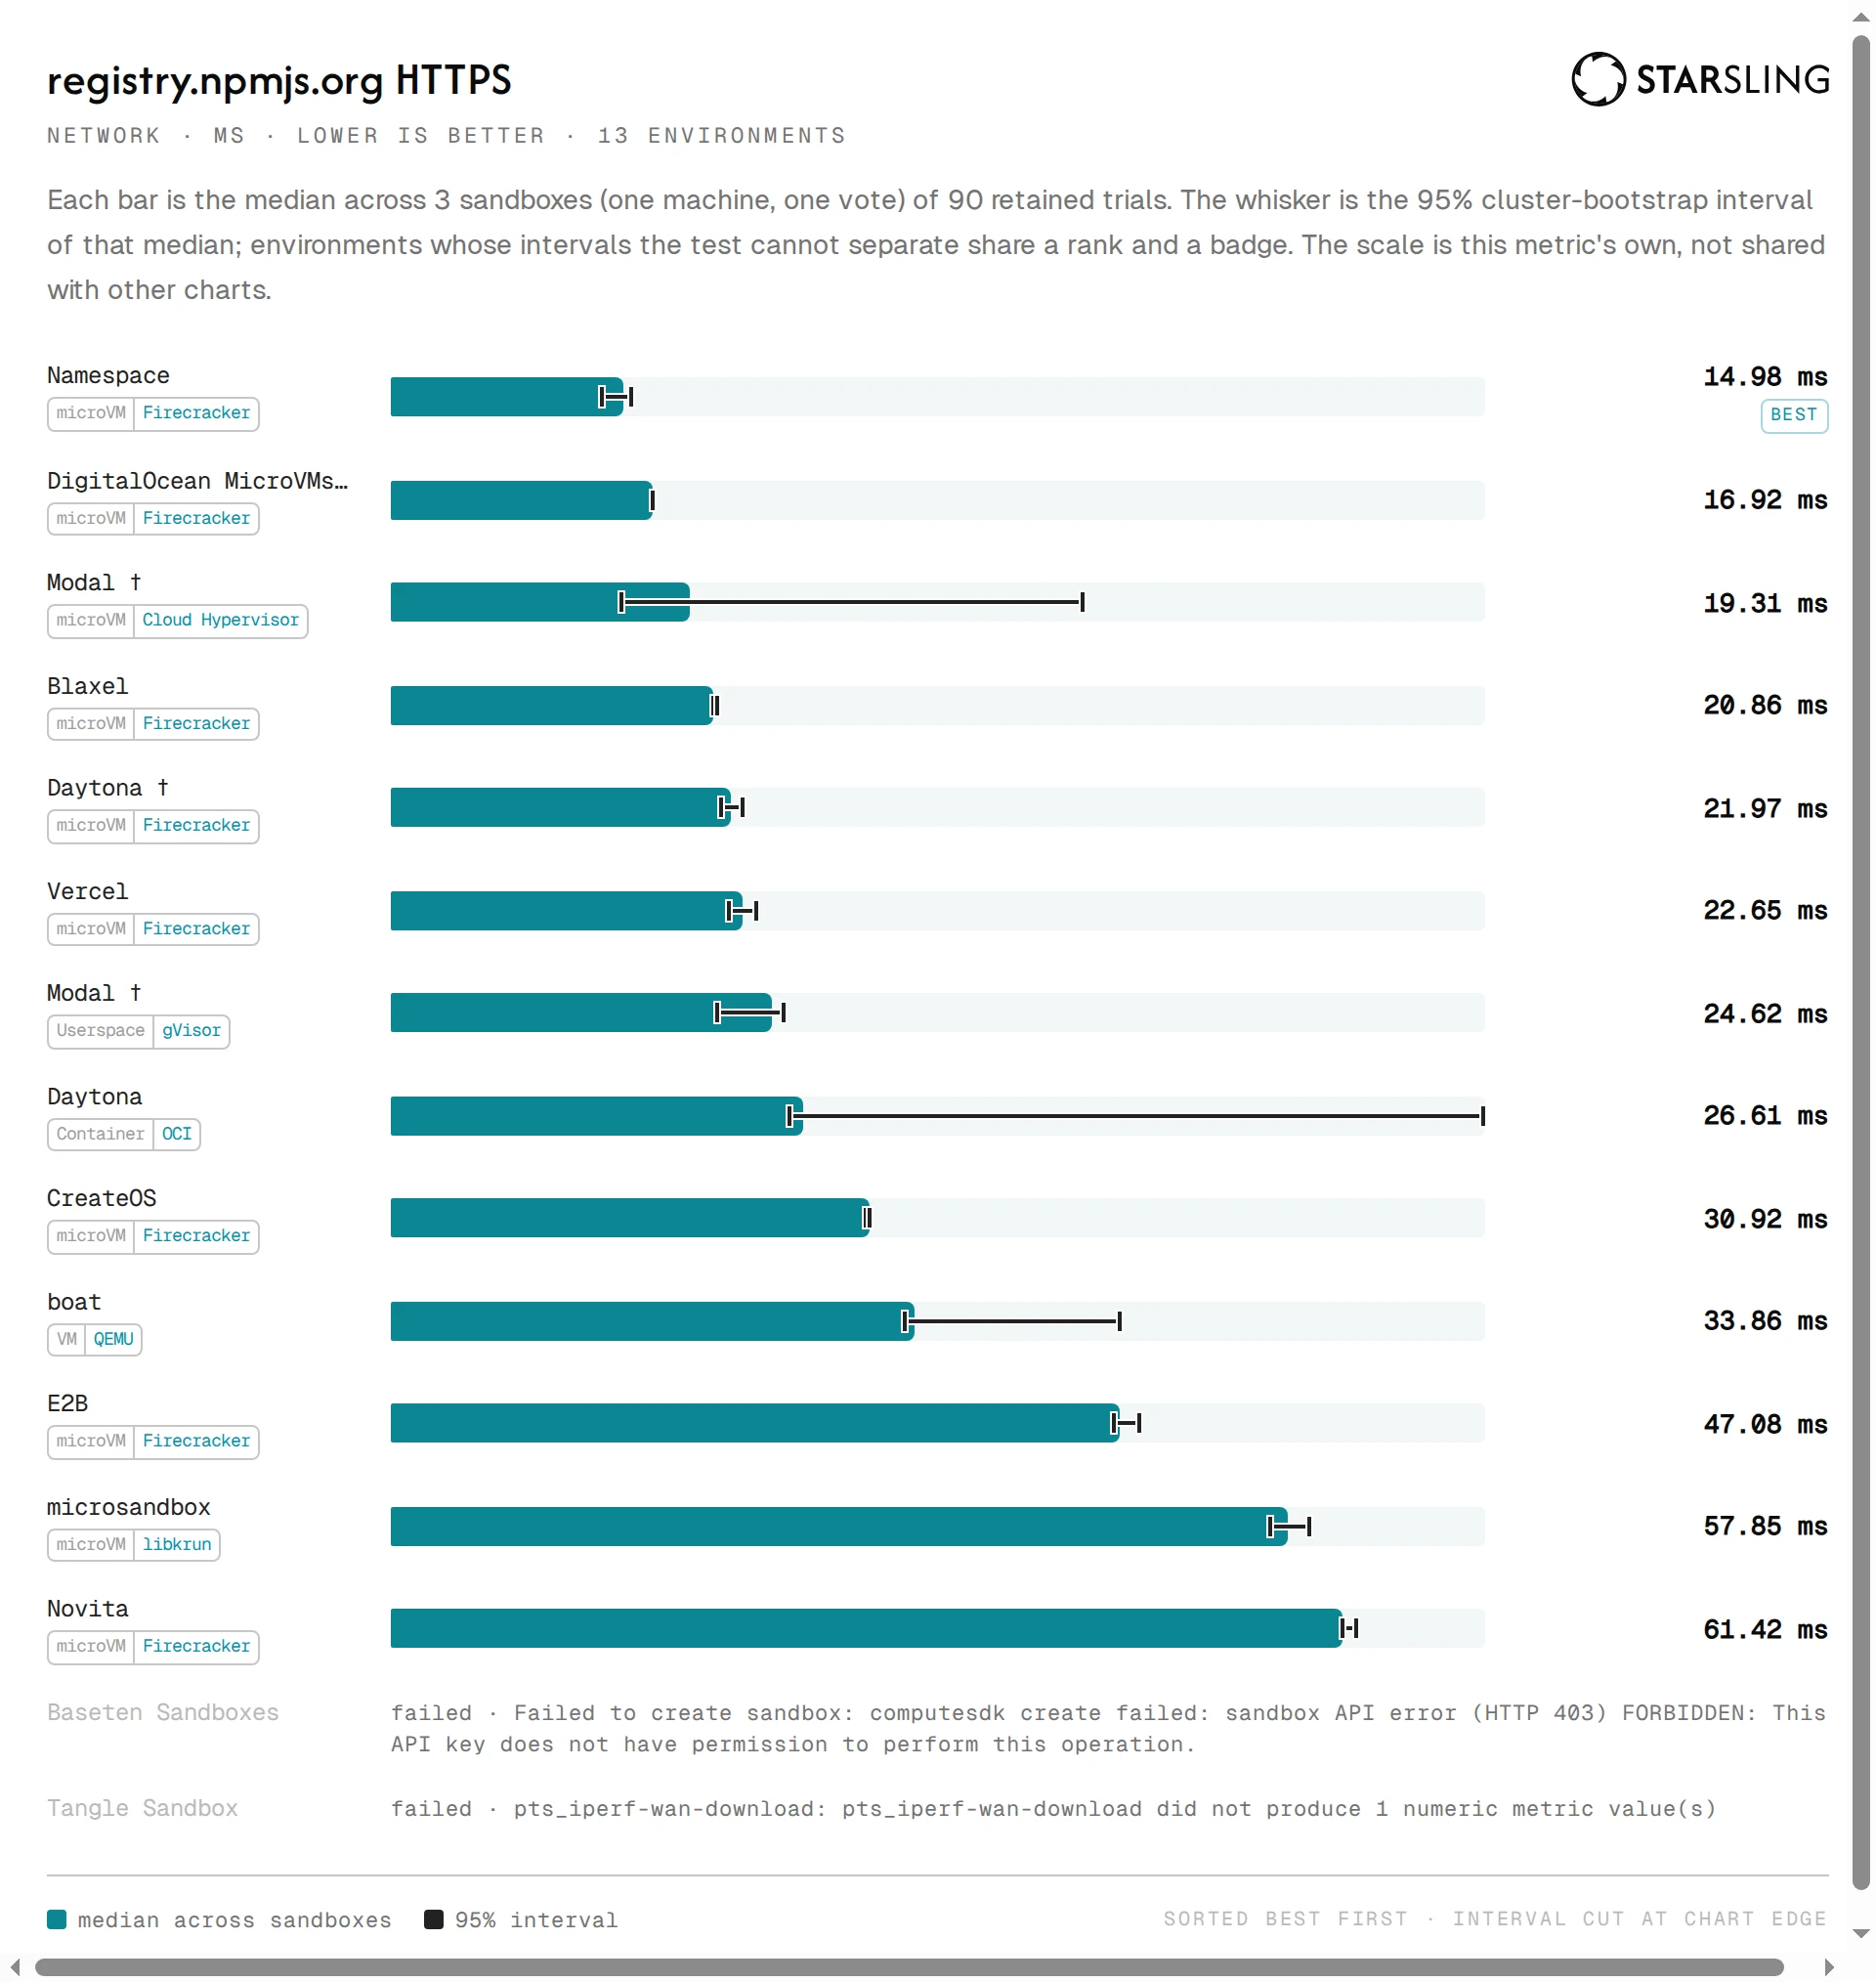 registry.npmjs.org HTTPS
STARSLING
NETWORK · MS · LOWER IS BETTER · 13 ENVIRONMENTS
Each bar is the median across 3 sandboxes (one machine, one vote) of 90 retained trials. The whisker is the 95% cluster-bootstrap interval
of that median; environments whose intervals the test cannot separate share a rank and a badge. The scale is this metric's own, not shared
with other charts.
Namespace
microVM Firecracker
14.98 ms
BEST
DigitalOcean MicroVMs…
microVM Firecracker
16.92 ms
Modal †
microVM Cloud Hypervisor
19.31 ms
Blaxel
microVM Firecracker
20.86 ms
Daytona †
microVM Firecracker
21.97 ms
Vercel
microVM Firecracker
22.65 ms
Modal †
Userspace gVisor
24.62 ms
Daytona
Container OCI
26.61 ms
CreateOS
microVM Firecracker
30.92 ms
boat
VM QEMU
33.86 ms
E2B
microVM Firecracker
47.08 ms
microsandbox
microVM libkrun
57.85 ms
Novita
microVM Firecracker
61.42 ms
Baseten Sandboxes
failed · Failed to create sandbox: computesdk create failed: sandbox API error (HTTP 403) FORBIDDEN: This
API key does not have permission to perform this operation.
Tangle Sandbox
failed · pts_iperf-wan-download: pts_iperf-wan-download did not produce 1 numeric metric value(s)
median across sandboxes
95% interval
SORTED BEST FIRST · INTERVAL CUT AT CHART EDGE